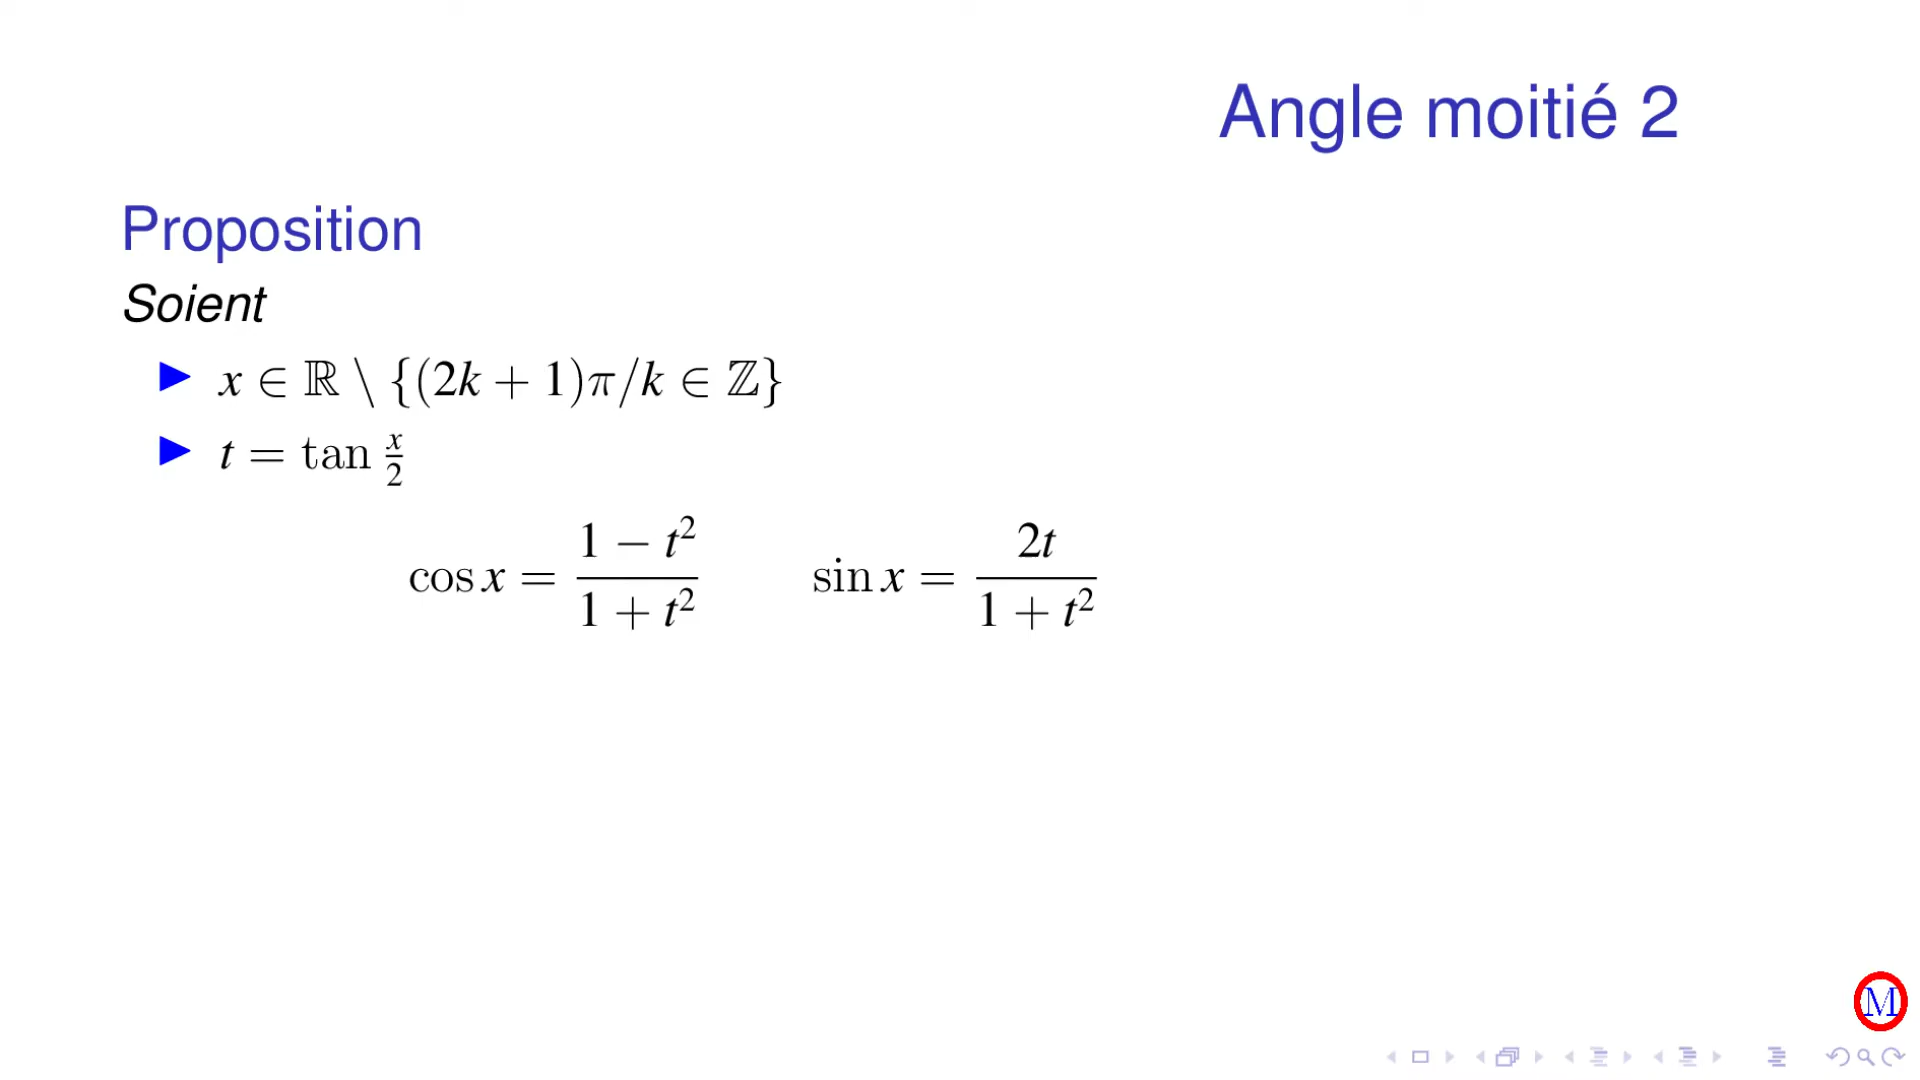 Angle moitié 2
Proposition
Soient
▶ x ∈ ℝ \ {(2k + 1)π/k ∈ ℤ}
▶ t = tan x/2
cos x = (1 − t²)/(1 + t²) sin x = 2t/(1 + t²)
M